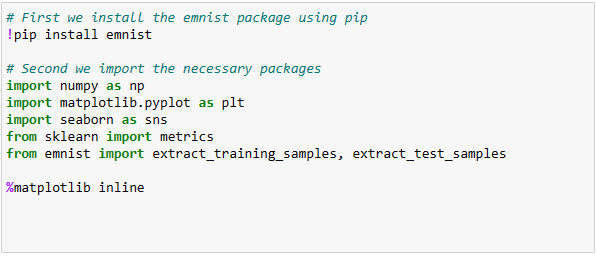 # First we install the emnist package using pip
!pip install emnist
# Second we import the necessary packages
import numpy as np
import matplotlib.pyplot as plt
import seaborn as sns
from sklearn import metrics
from emnist import extract_training_samples, extract_test_samples
%matplotlib inline